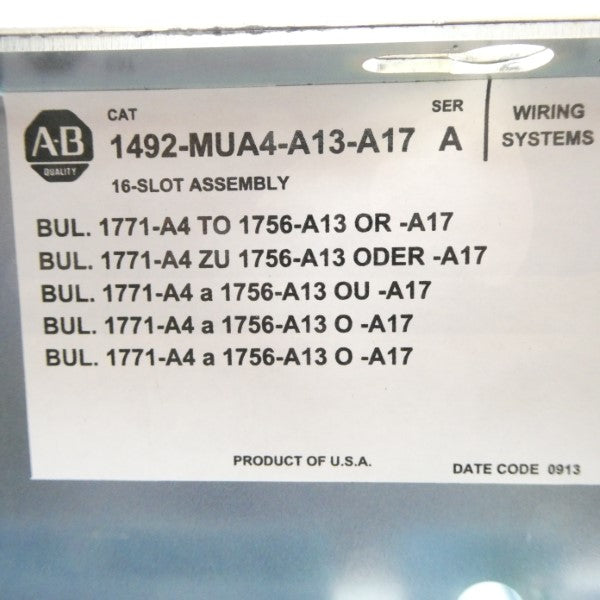 A·B
QUALITY
CAT
1492-MUA4-A13-A17
SER
A
WIRING
SYSTEMS
16-SLOT ASSEMBLY
BUL. 1771-A4 TO 1756-A13 OR -A17
BUL. 1771-A4 ZU 1756-A13 ODER -A17
BUL. 1771-A4 a 1756-A13 OU -A17
BUL. 1771-A4 a 1756-A13 O -A17
BUL. 1771-A4 a 1756-A13 O -A17
PRODUCT OF U.S.A.
DATE CODE 0913